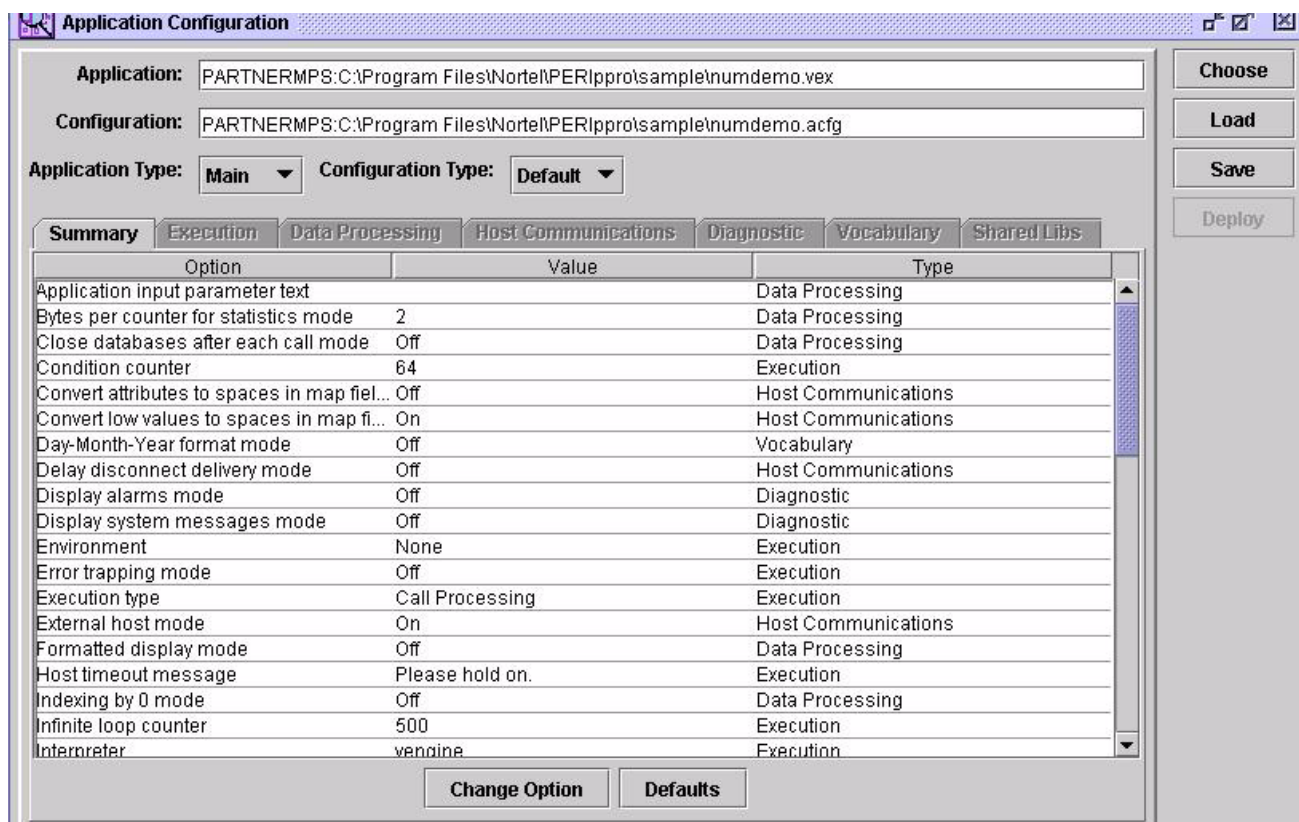 Application Configuration
Application: PARTNERMPS:C:\Program Files\Nortel\PERIppro\sample\numdemo.vex
Choose
Configuration: PARTNERMPS:C:\Program Files\Nortel\PERIppro\sample\numdemo.acfg
Load
Application Type: Main Configuration Type: Default
Save
Deploy
Summary Execution Data Processing Host Communications Diagnostic Vocabulary Shared Libs
Option Value Type
Application input parameter text Data Processing
Bytes per counter for statistics mode 2 Data Processing
Close databases after each call mode Off Data Processing
Condition counter 64 Execution
Convert attributes to spaces in map fiel... Off Host Communications
Convert low values to spaces in map fi... On Host Communications
Day-Month-Year format mode Off Vocabulary
Delay disconnect delivery mode Off Host Communications
Display alarms mode Off Diagnostic
Display system messages mode Off Diagnostic
Environment None Execution
Error trapping mode Off Execution
Execution type Call Processing Execution
External host mode On Host Communications
Formatted display mode Off Data Processing
Host timeout message Please hold on. Execution
Indexing by 0 mode Off Data Processing
Infinite loop counter 500 Execution
Interpreter vengine Execution
Change Option Defaults